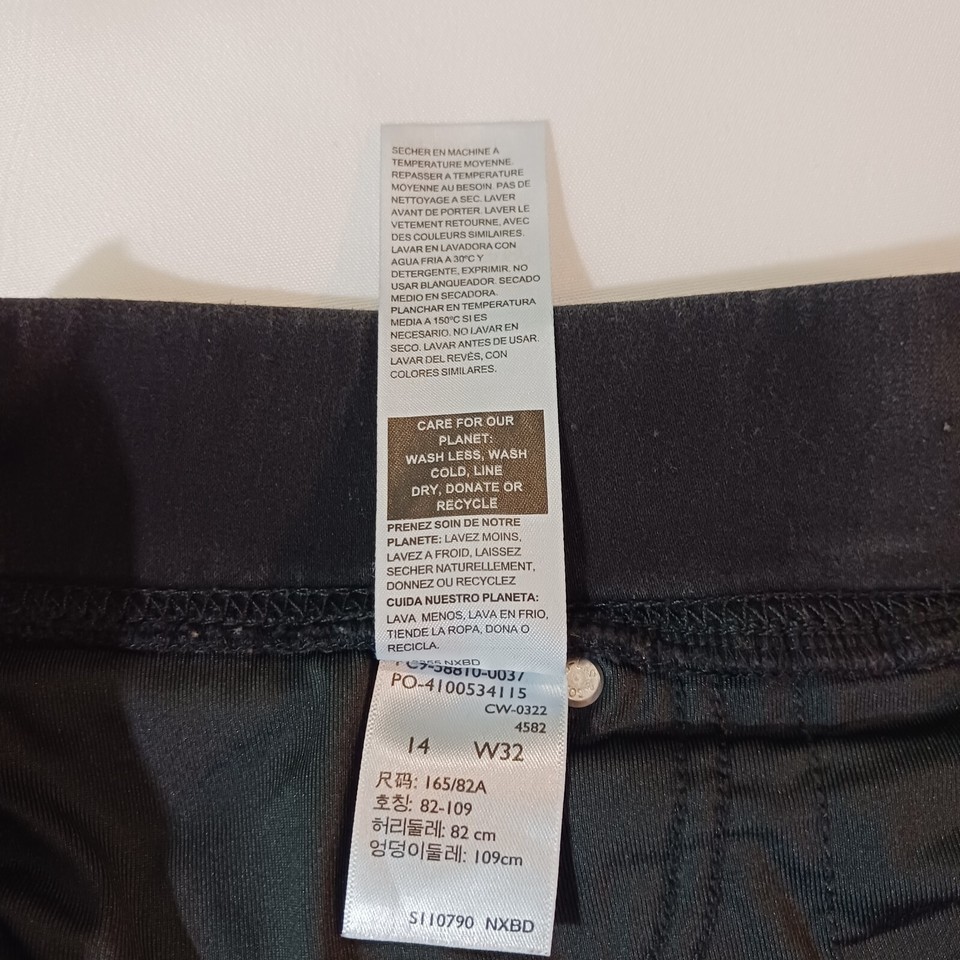 SECHER EN MACHINE A
TEMPERATURE MOYENNE.
REPASSER A TEMPERATURE
MOYENNE AU BESOIN. PAS DE
NETTOYAGE A SEC. LAVER
AVANT DE PORTER. LAVER LE
VETEMENT RETOURNE, AVEC
DES COULEURS SIMILAIRES.
LAVAR EN LAVADORA CON
AGUA FRIA A 30°C Y
DETERGENTE, EXPRIMIR. NO
USAR BLANQUEADOR. SECADO
MEDIO EN SECADORA.
PLANCHAR EN TEMPERATURA
MEDIA A 150°C SI ES
NECESARIO. NO LAVAR EN
SECO. LAVAR ANTES DE USAR.
LAVAR DEL REVÉS, CON
COLORES SIMILARES.
CARE FOR OUR
PLANET:
WASH LESS, WASH
COLD, LINE
DRY, DONATE OR
RECYCLE
PRENEZ SOIN DE NOTRE
PLANETE: LAVEZ MOINS,
LAVEZ A FROID, LAISSEZ
SECHER NATURELLEMENT,
DONNEZ OU RECYCLEZ
CUIDA NUESTRO PLANETA:
LAVA MENOS, LAVA EN FRIO,
TIENDE LA ROPA, DONA O
RECICLA.
NXBD
PC9-58810-0037
PO-4100534115
CW-0322
4582
14 W32
尺码: 165/82A
호칭: 82-109
허리둘레: 82 cm
엉덩이둘레: 109cm
S110790 NXBD